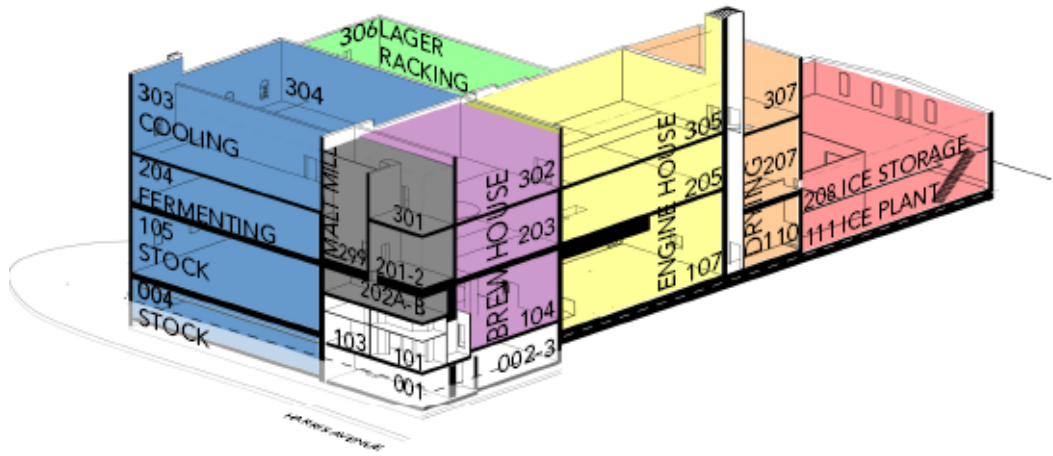 306 LAGER
RACKING
303
304
COOLING
204
FERMENTING
105
STOCK
004
STOCK
MALT MILL
299
301
201-2
202A-B
103
101
001
302
203
BREW HOUSE
104
002-3
ENGINE HOUSE
305
205
107
307
207
DRYING
110
208 ICE STORAGE
111 ICE PLANT
HARRIS AVENUE